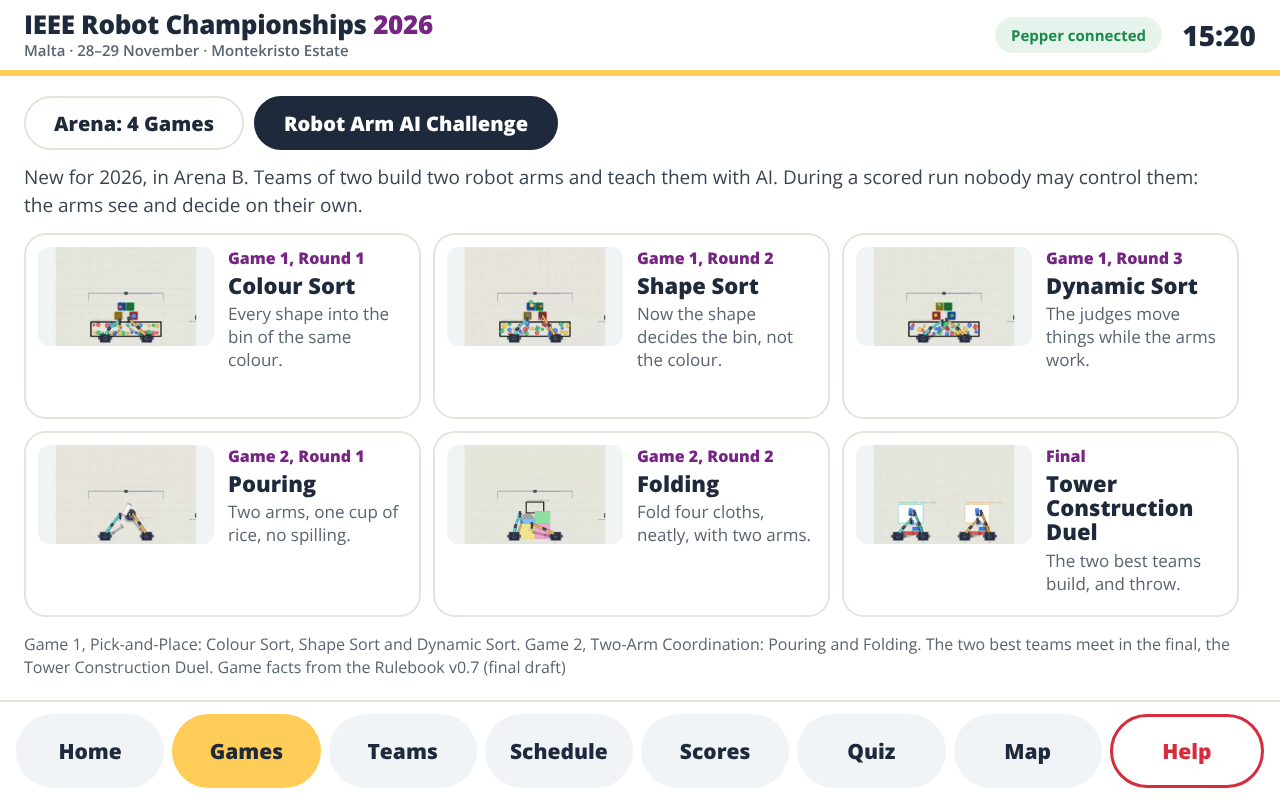 IEEE Robot Championships 2026
Malta · 28–29 November · Montekristo Estate
Pepper connected
15:20
Arena: 4 Games
Robot Arm AI Challenge
New for 2026, in Arena B. Teams of two build two robot arms and teach them with AI. During a scored run nobody may control them:
the arms see and decide on their own.
Game 1, Round 1
Colour Sort
Every shape into the
bin of the same
colour.
Game 1, Round 2
Shape Sort
Now the shape
decides the bin, not
the colour.
Game 1, Round 3
Dynamic Sort
The judges move
things while the arms
work.
Game 2, Round 1
Pouring
Two arms, one cup of
rice, no spilling.
Game 2, Round 2
Folding
Fold four cloths,
neatly, with two arms.
Final
Tower
Construction
Duel
The two best teams
build, and throw.
Game 1, Pick-and-Place: Colour Sort, Shape Sort and Dynamic Sort. Game 2, Two-Arm Coordination: Pouring and Folding. The two best teams meet in the final, the
Tower Construction Duel. Game facts from the Rulebook v0.7 (final draft)
Home
Games
Teams
Schedule
Scores
Quiz
Map
Help